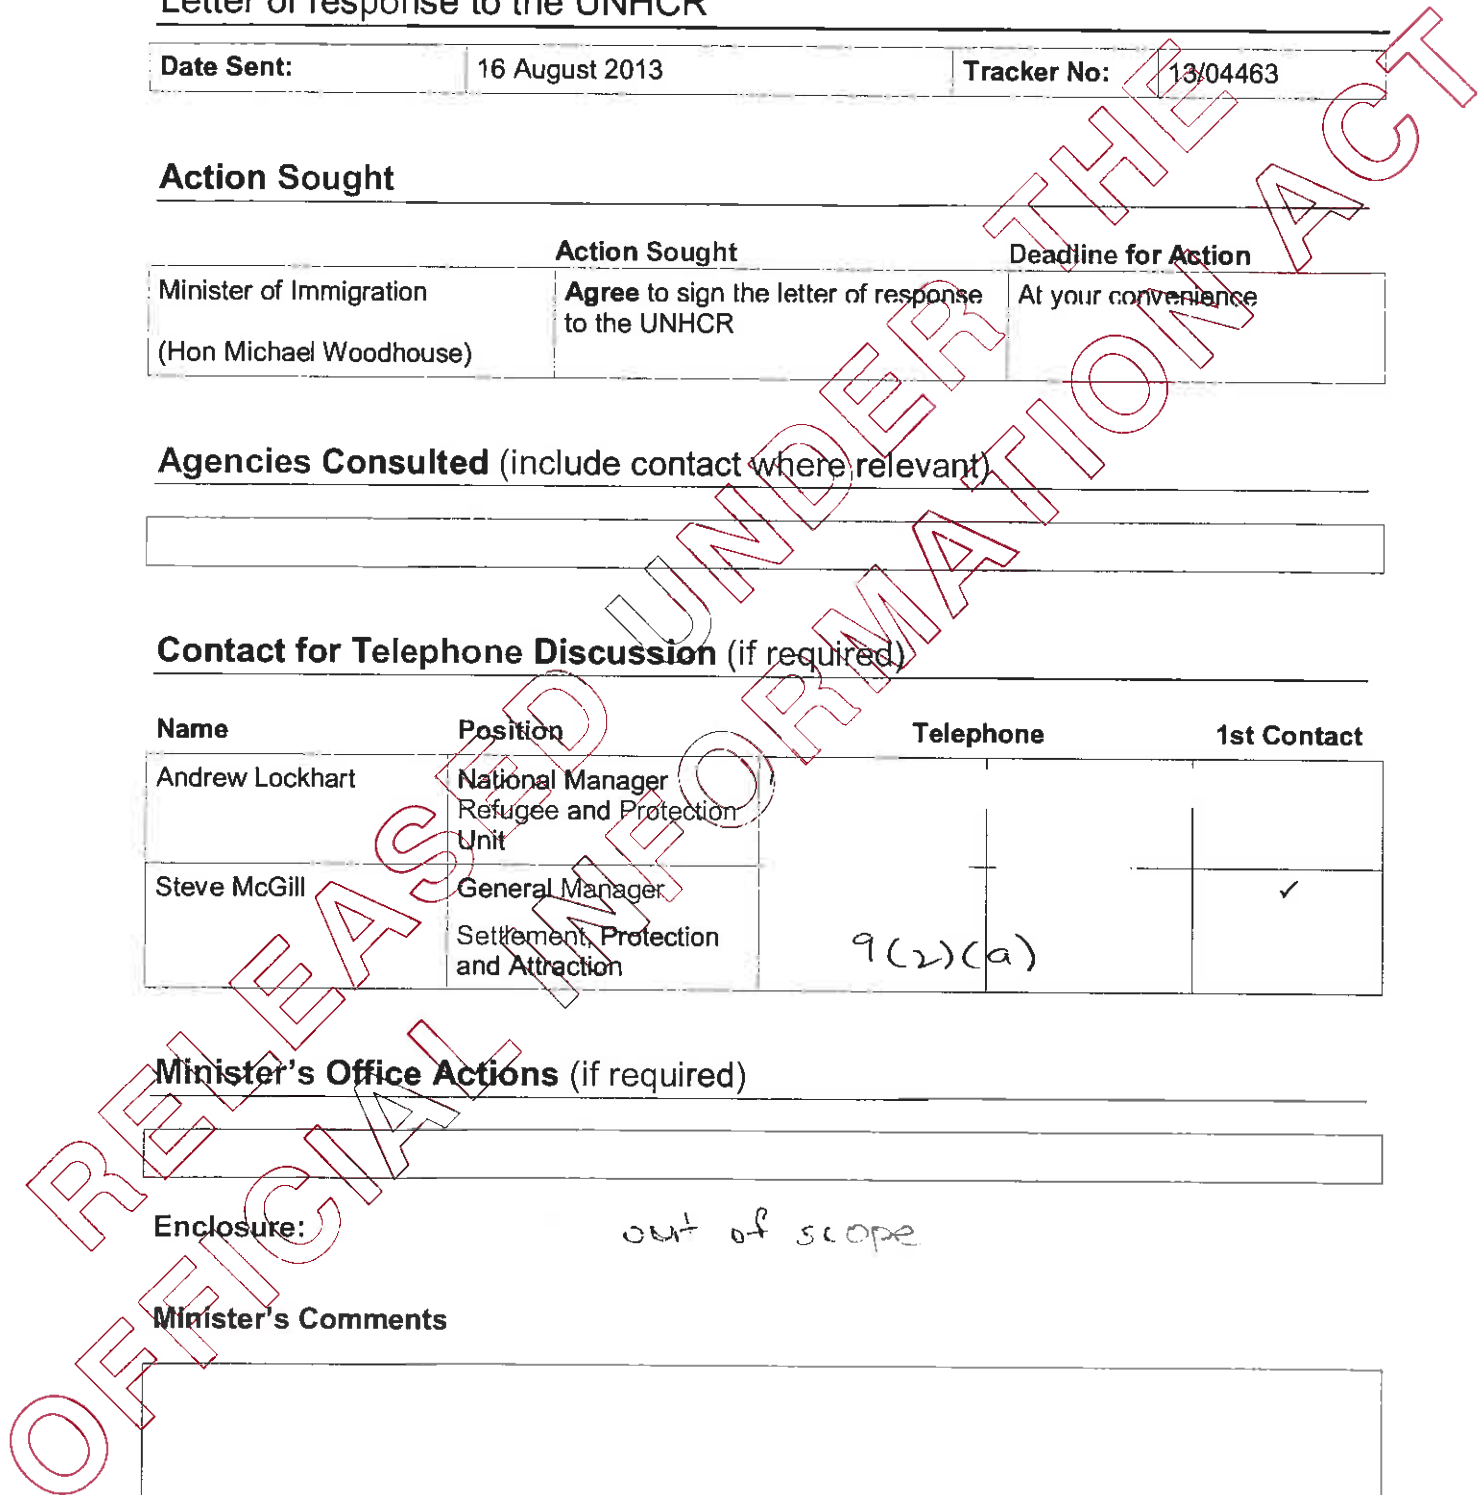 Letter of response to the UNHCR
Date Sent: 16 August 2013 Tracker No: 13/04463
Action Sought
Action Sought Deadline for Action
Minister of Immigration
(Hon Michael Woodhouse)
Agree to sign the letter of response
to the UNHCR
At your convenience
Agencies Consulted (include contact where relevant)
Contact for Telephone Discussion (if required)
Name Position Telephone 1st Contact
Andrew Lockhart
National Manager
Refugee and Protection
Unit
Steve McGill
General Manager
Settlement, Protection
and Attraction
✓
9(2)(a)
Minister's Office Actions (if required)
Enclosure: out of scope
Minister's Comments
RELEASED UNDER THE
OFFICIAL INFORMATION ACT